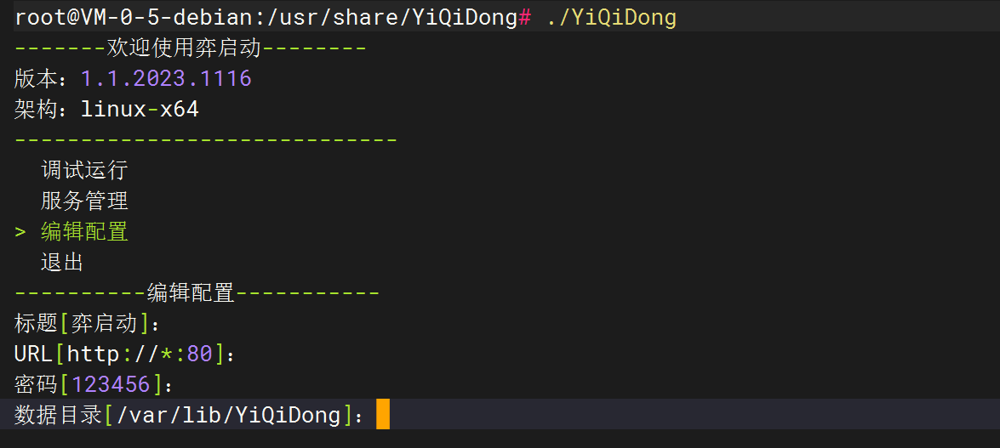 root@VM-0-5-debian:/usr/share/YiQiDong# ./YiQiDong
-------欢迎使用弈启动--------
版本：1.1.2023.1116
架构：linux-x64
-----------------------------
调试运行
服务管理
> 编辑配置
退出
----------编辑配置-----------
标题[弈启动]：
URL[http://*:80]：
密码[123456]：
数据目录[/var/lib/YiQiDong]：